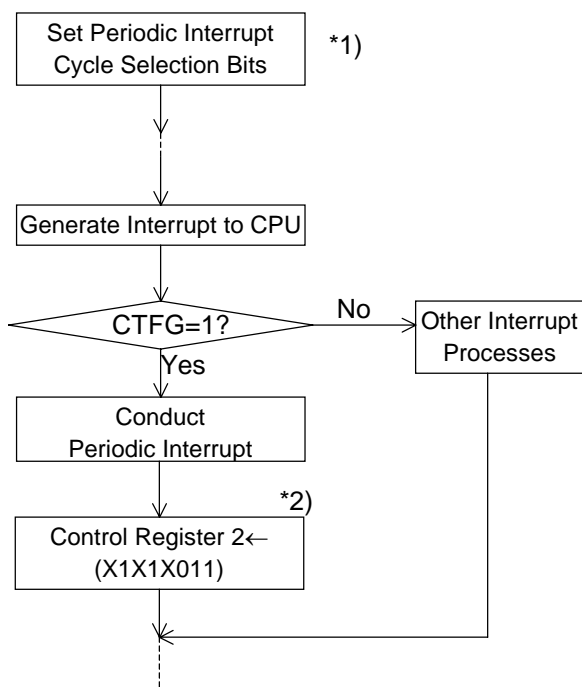 Set Periodic Interrupt
Cycle Selection Bits
*1)
Generate Interrupt to CPU
CTFG=1?
No
Other Interrupt
Processes
Yes
Conduct
Periodic Interrupt
*2)
Control Register 2←
(X1X1X011)